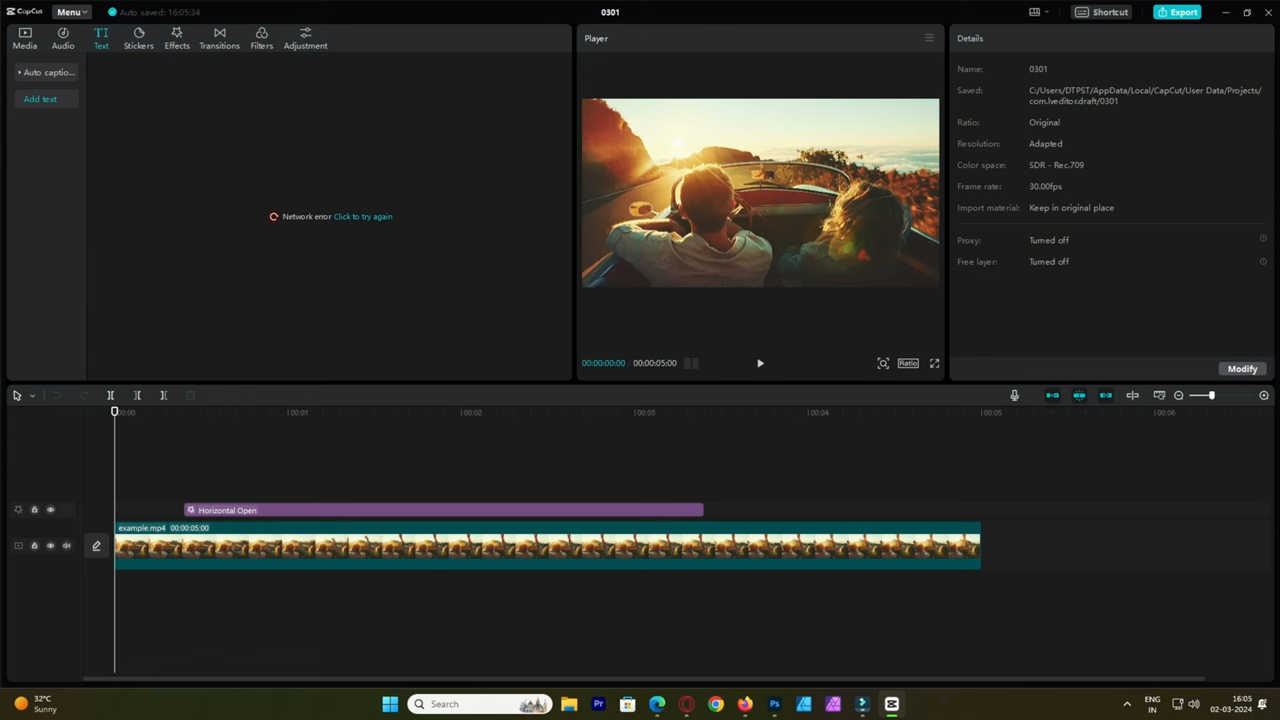 CapCut
Menu
Auto saved: 16:05:34
0301
Shortcut
Export
Media
Audio
TI
Text
Stickers
Effects
Transitions
Filters
Adjustment
Auto captio...
Add text
Network error Click to try again
Player
00:00:00:00
00:00:05:00
Ratio
Details
Name: 0301
Saved: C:/Users/DTPST/AppData/Local/CapCut/User Data/Projects/
com.lveditor.draft/0301
Ratio: Original
Resolution: Adapted
Color space: SDR - Rec.709
Frame rate: 30.00fps
Import material: Keep in original place
Proxy: Turned off
Free layer: Turned off
Modify
00:00
00:01
00:02
00:03
00:04
00:05
00:06
Horizontal Open
example.mp4 00:00:05:00
32°C
Sunny
Search
Pr
Ps
ENG
IN
16:05
02-03-2024